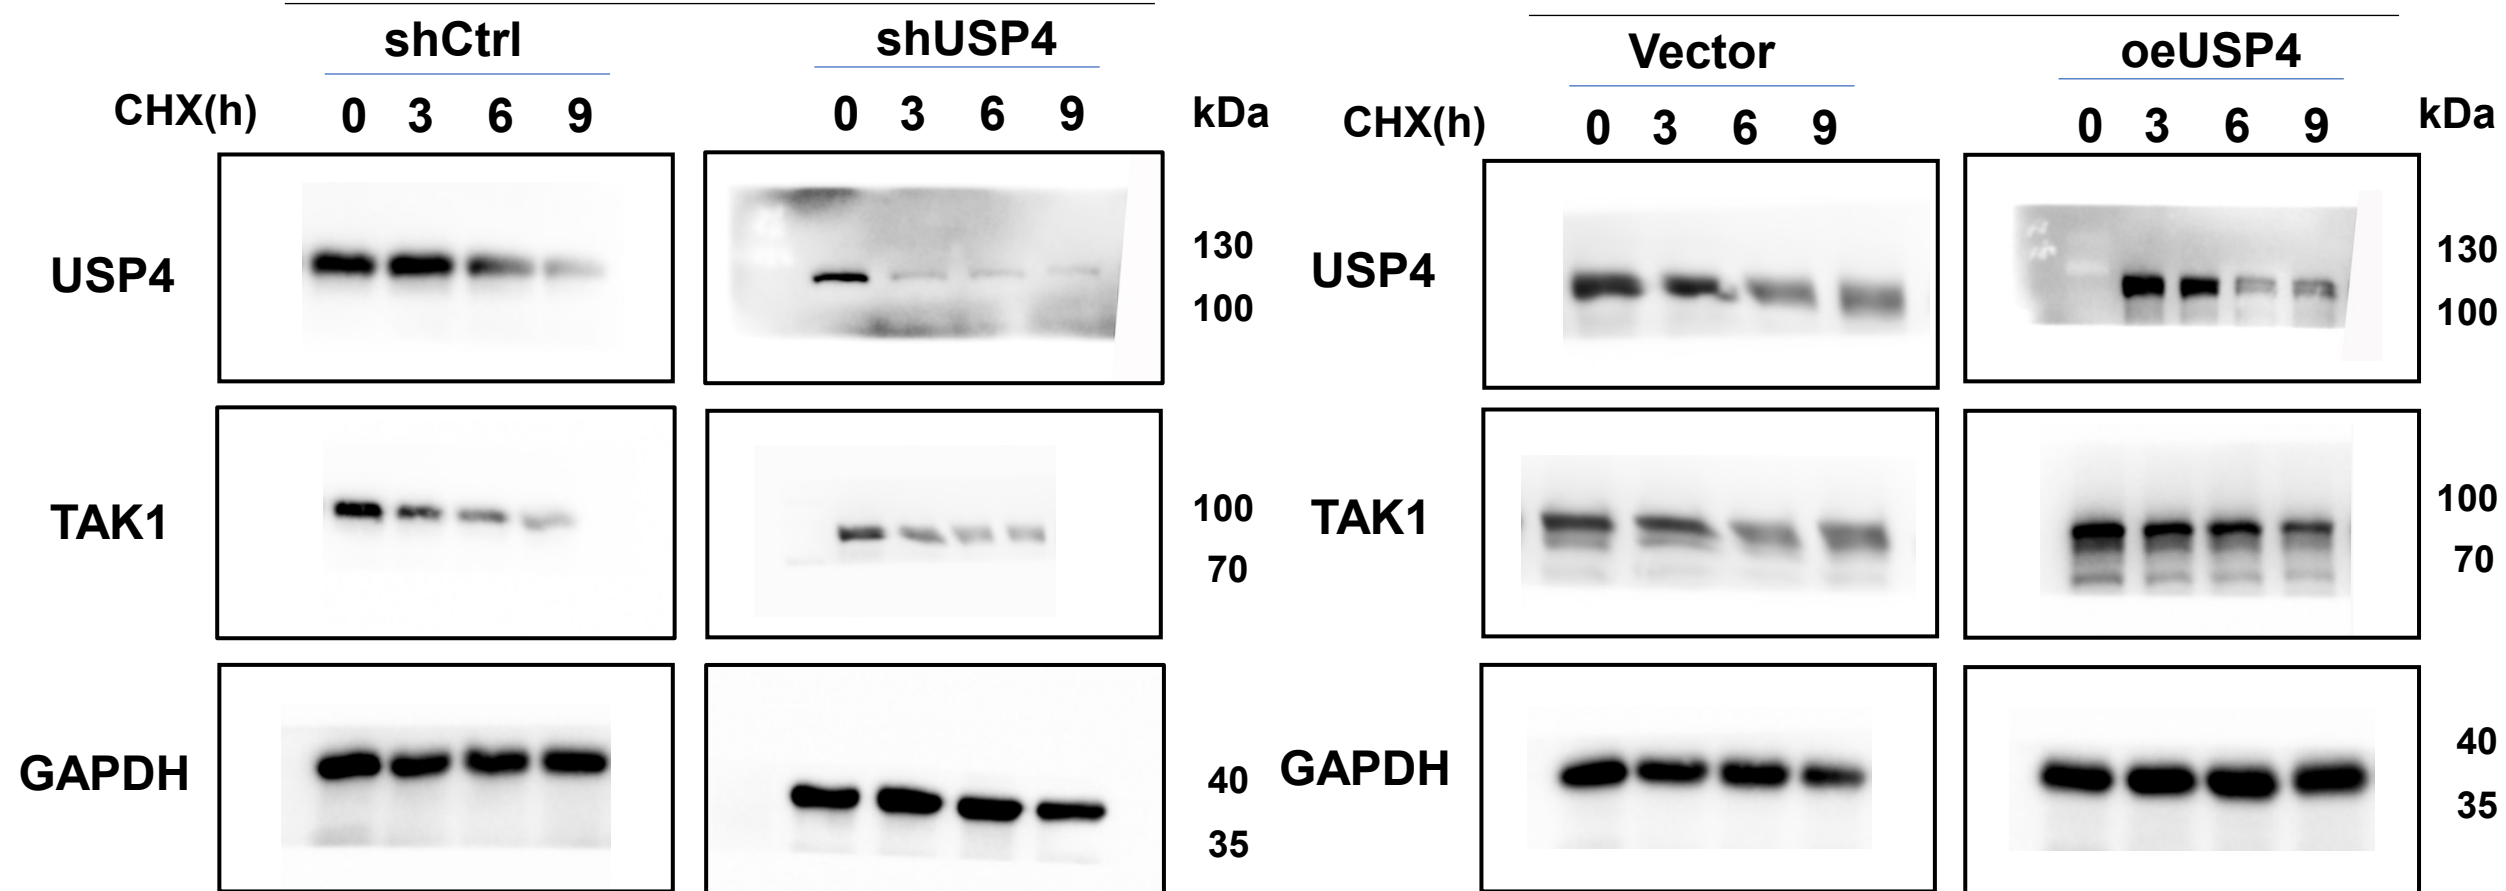 shCtrl shUSP4
CHX(h) 0 3 6 9 0 3 6 9 kDa
USP4 130
100
TAK1 100
70
GAPDH 40
35
Vector oeUSP4
CHX(h) 0 3 6 9 0 3 6 9 kDa
USP4 130
100
TAK1 100
70
GAPDH 40
35